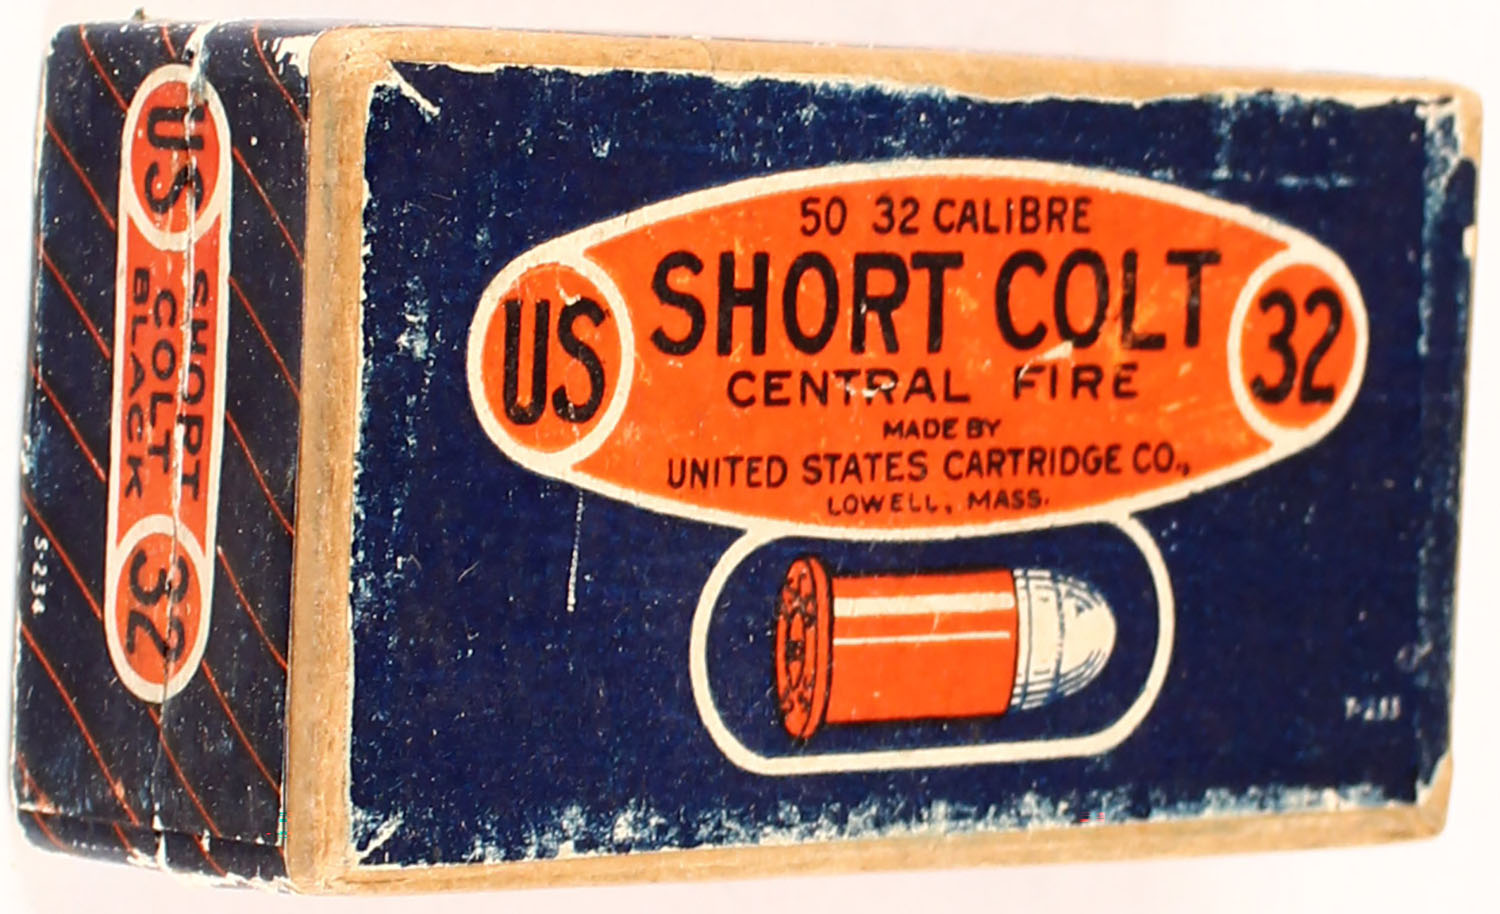 50 32 CALIBRE
SHORT COLT
CENTRAL FIRE
MADE BY
UNITED STATES CARTRIDGE CO.,
LOWELL, MASS.
US
32
US
SHORT
COLT
BLACK
32
S-234